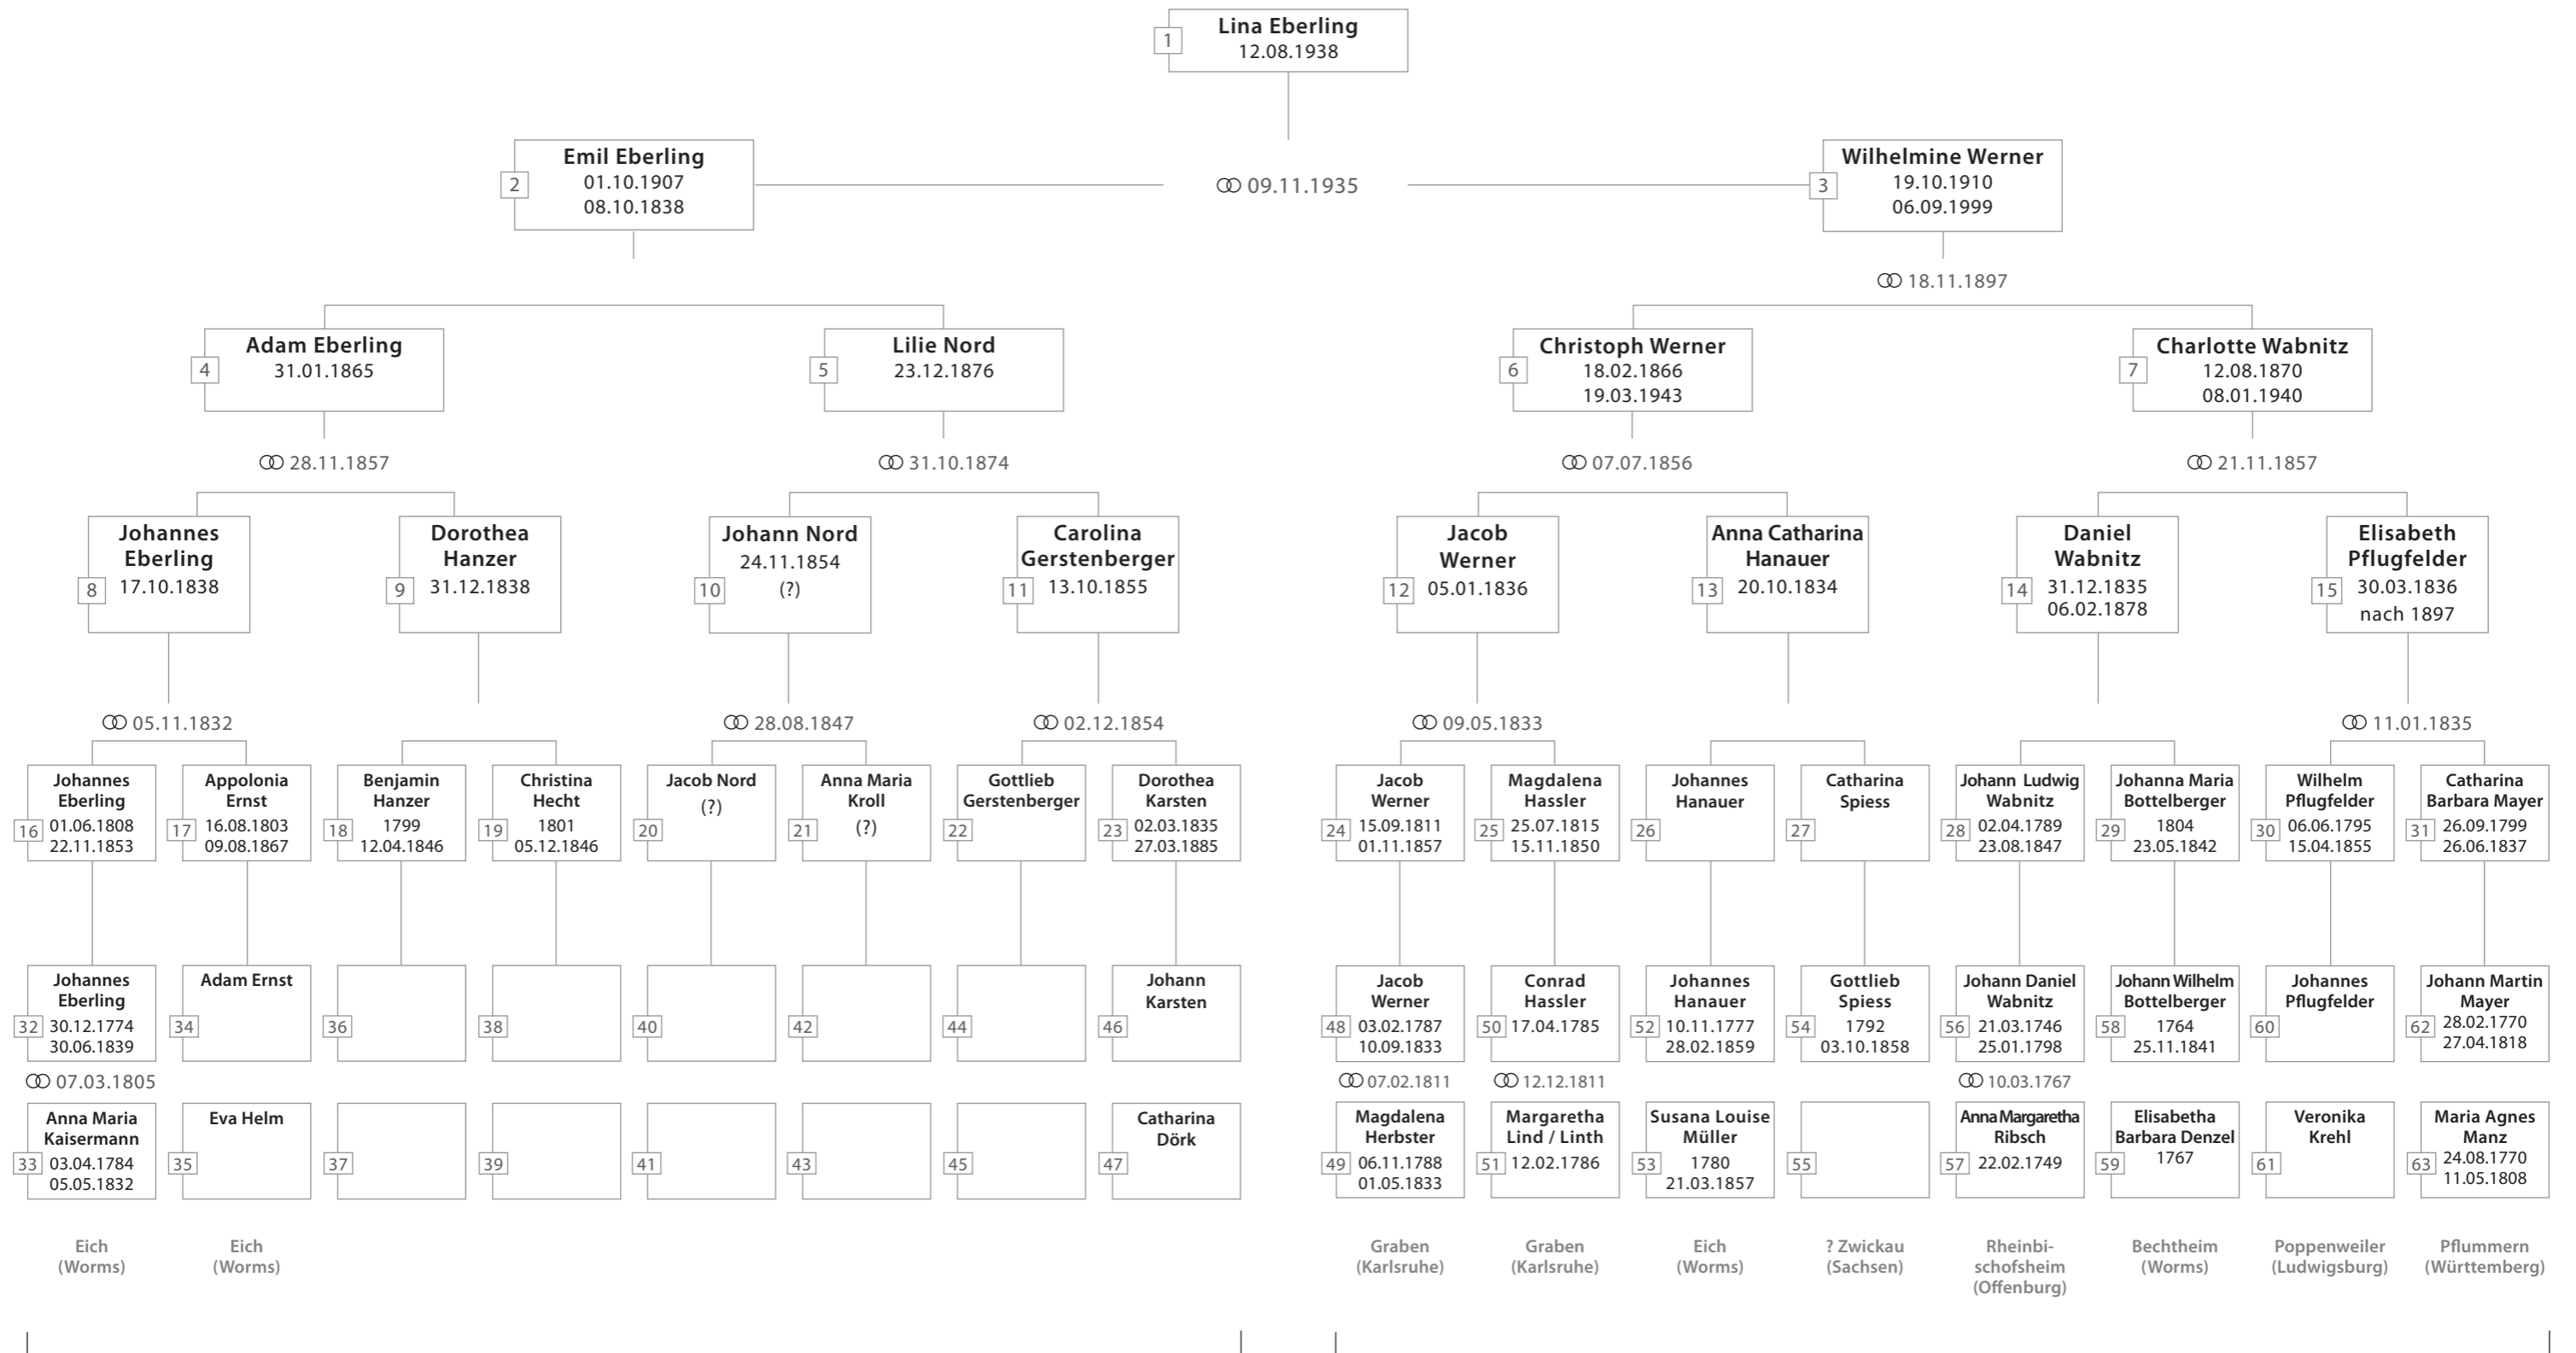 Lina Eberling
1
12.08.1938
Emil Eberling
2
01.10.1907
08.10.1838
09.11.1935
Wilhelmine Werner
3
19.10.1910
06.09.1999
18.11.1897
Adam Eberling
4
31.01.1865
Lilie Nord
5
23.12.1876
Christoph Werner
6
18.02.1866
19.03.1943
Charlotte Wabnitz
7
12.08.1870
08.01.1940
28.11.1857
31.10.1874
07.07.1856
21.11.1857
Johannes
Eberling
8
17.10.1838
Dorothea
Hanzer
9
31.12.1838
Johann Nord
24.11.1854
10
(?)
Carolina
Gerstenberger
11
13.10.1855
Jacob
Werner
12
05.01.1836
Anna Catharina
Hanauer
13
20.10.1834
Daniel
Wabnitz
14
31.12.1835
06.02.1878
Elisabeth
Pflugfelder
15
30.03.1836
nach 1897
05.11.1832
28.08.1847
02.12.1854
09.05.1833
11.01.1835
Johannes
Eberling
16
01.06.1808
22.11.1853
Appolonia
Ernst
17
16.08.1803
09.08.1867
Benjamin
Hanzer
18
1799
12.04.1846
Christina
Hecht
19
1801
05.12.1846
Jacob Nord
(?)
20
Anna Maria
Kroll
(?)
21
Gottlieb
Gerstenberger
22
Dorothea
Karsten
23
02.03.1835
27.03.1885
Jacob
Werner
24
15.09.1811
01.11.1857
Magdalena
Hassler
25
25.07.1815
15.11.1850
Johannes
Hanauer
26
Catharina
Spiess
27
Johann Ludwig
Wabnitz
28
02.04.1789
23.08.1847
Johanna Maria
Bottelberger
29
1804
23.05.1842
Wilhelm
Pflugfelder
30
06.06.1795
15.04.1855
Catharina
Barbara Mayer
31
26.09.1799
26.06.1837
Johannes
Eberling
32
30.12.1774
30.06.1839
Adam Ernst
34
36
38
40
42
44
Johann
Karsten
46
Jacob
Werner
48
03.02.1787
10.09.1833
Conrad
Hassler
50
17.04.1785
Johannes
Hanauer
52
10.11.1777
28.02.1859
Gottlieb
Spiess
54
1792
03.10.1858
Johann Daniel
Wabnitz
56
21.03.1746
25.01.1798
Johann Wilhelm
Bottelberger
58
1764
25.11.1841
Johannes
Pflugfelder
60
Johann Martin
Mayer
62
28.02.1770
27.04.1818
07.03.1805
07.02.1811
12.12.1811
10.03.1767
Anna Maria
Kaisermann
33
03.04.1784
05.05.1832
Eva Helm
35
37
39
41
43
45
Catharina
Dörk
47
Magdalena
Herbster
49
06.11.1788
01.05.1833
Margaretha
Lind / Linth
51
12.02.1786
Susana Louise
Müller
53
1780
21.03.1857
55
Anna Margaretha
Ribsch
57
22.02.1749
Elisabetha
Barbara Denzel
59
1767
Veronika
Krehl
61
Maria Agnes
Manz
63
24.08.1770
11.05.1808
Eich
(Worms)
Eich
(Worms)
Graben
(Karlsruhe)
Graben
(Karlsruhe)
Eich
(Worms)
? Zwickau
(Sachsen)
Rheinbi-
schofsheim
(Offenburg)
Bechtheim
(Worms)
Poppenweiler
(Ludwigsburg)
Pflummern
(Württemberg)